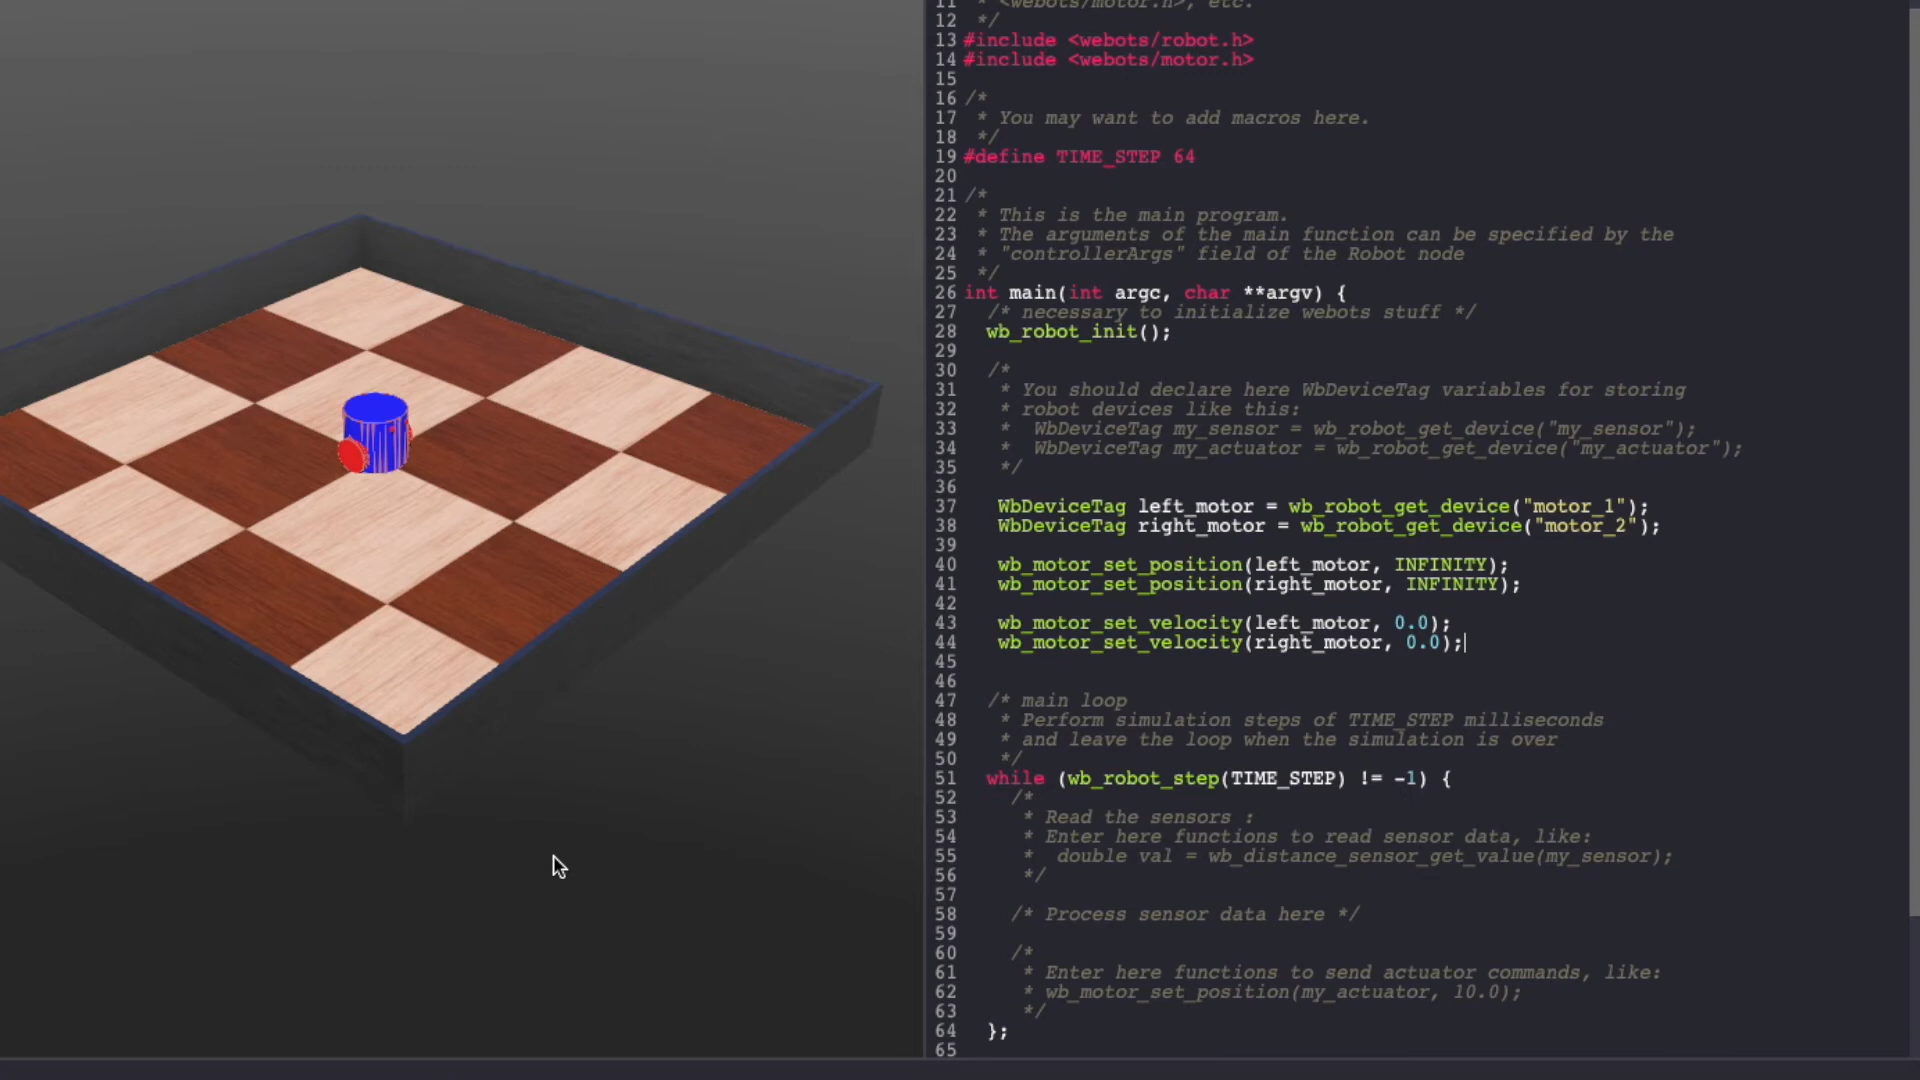 11 * <webots/motor.h>, etc.
12 */
13 #include <webots/robot.h>
14 #include <webots/motor.h>
15
16 /*
17 * You may want to add macros here.
18 */
19 #define TIME_STEP 64
20
21 /*
22 * This is the main program.
23 * The arguments of the main function can be specified by the
24 * "controllerArgs" field of the Robot node
25 */
26 int main(int argc, char **argv) {
27 /* necessary to initialize webots stuff */
28 wb_robot_init();
29
30 /*
31 * You should declare here WbDeviceTag variables for storing
32 * robot devices like this:
33 * WbDeviceTag my_sensor = wb_robot_get_device("my_sensor");
34 * WbDeviceTag my_actuator = wb_robot_get_device("my_actuator");
35 */
36
37 WbDeviceTag left_motor = wb_robot_get_device("motor_1");
38 WbDeviceTag right_motor = wb_robot_get_device("motor_2");
39
40 wb_motor_set_position(left_motor, INFINITY);
41 wb_motor_set_position(right_motor, INFINITY);
42
43 wb_motor_set_velocity(left_motor, 0.0);
44 wb_motor_set_velocity(right_motor, 0.0);
45
46
47 /* main loop
48 * Perform simulation steps of TIME_STEP milliseconds
49 * and leave the loop when the simulation is over
50 */
51 while (wb_robot_step(TIME_STEP) != -1) {
52 /*
53 * Read the sensors :
54 * Enter here functions to read sensor data, like:
55 * double val = wb_distance_sensor_get_value(my_sensor);
56 */
57
58 /* Process sensor data here */
59
60 /*
61 * Enter here functions to send actuator commands, like:
62 * wb_motor_set_position(my_actuator, 10.0);
63 */
64 };
65